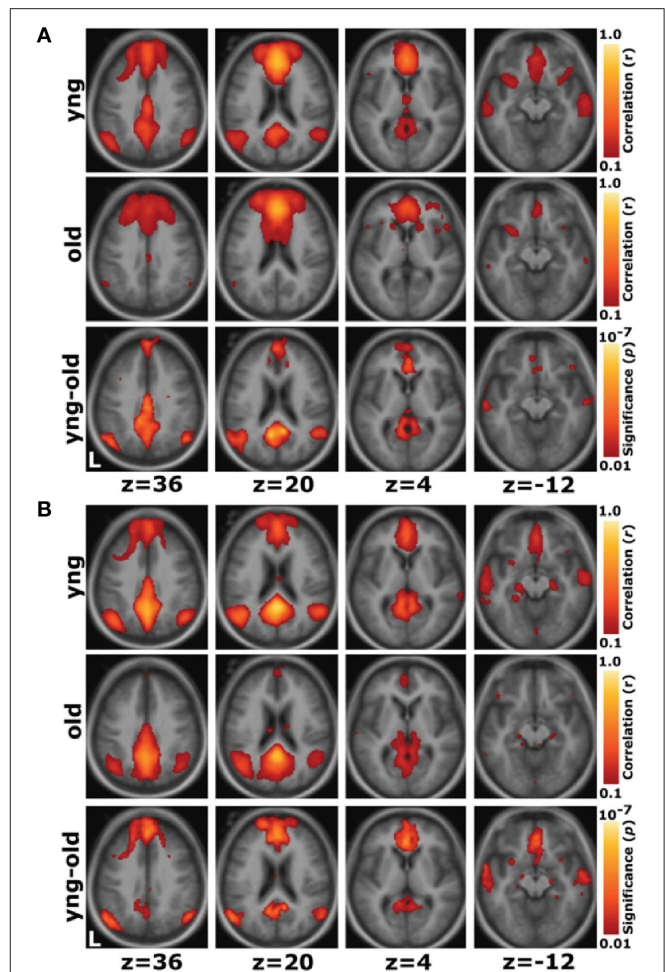 A
yng
1.0
Correlation (r)
0.1
old
1.0
Correlation (r)
0.1
yng-old
10⁻⁷
Significance (p)
0.01
L
z=36 z=20 z=4 z=-12
B
yng
1.0
Correlation (r)
0.1
old
1.0
Correlation (r)
0.1
yng-old
10⁻⁷
Significance (p)
0.01
L
z=36 z=20 z=4 z=-12